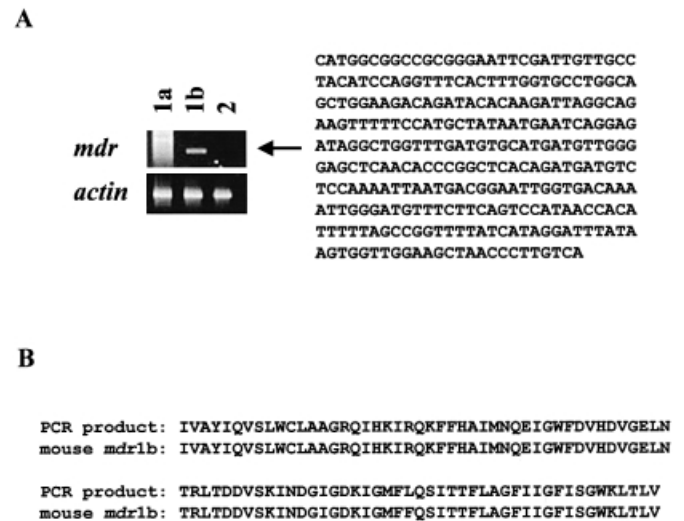 A
1a 1b 2
mdr
actin
CATGGCGGCCGCGGGAATTCGATTGTTGCC
TACATCCAGGTTTCACTTTGGTGCCTGGCA
GCTGGAAGACAGATACACAAGATTAGGCAG
AAGTTTTTCCATGCTATAATGAATCAGGAG
ATAGGCTGGTTTGATGTGCATGATGTTGGG
GAGCTCAACACCCGGCTCACAGATGATGTC
TCCAAAATTAATGACGGAATTGGTGACAAA
ATTGGGATGTTTCTTCAGTCCATAACCACA
TTTTTAGCCGGTTTTATCATAGGATTTATA
AGTGGTTGGAAGCTAACCCTTGTCA
B
PCR product: IVAYIQVSLWCLAAGRQIHKIRQKFFHAIMNQEIGWFDVHDVGELN
mouse mdr1b: IVAYIQVSLWCLAAGRQIHKIRQKFFHAIMNQEIGWFDVHDVGELN
PCR product: TRLTDDVSKINDGIGDKIGMFLQSITTFLAGFIIGFISGWKLTLV
mouse mdr1b: TRLTDDVSKINDGIGDKIGMFFQSITTFLAGFIIGFISGWKLTLV